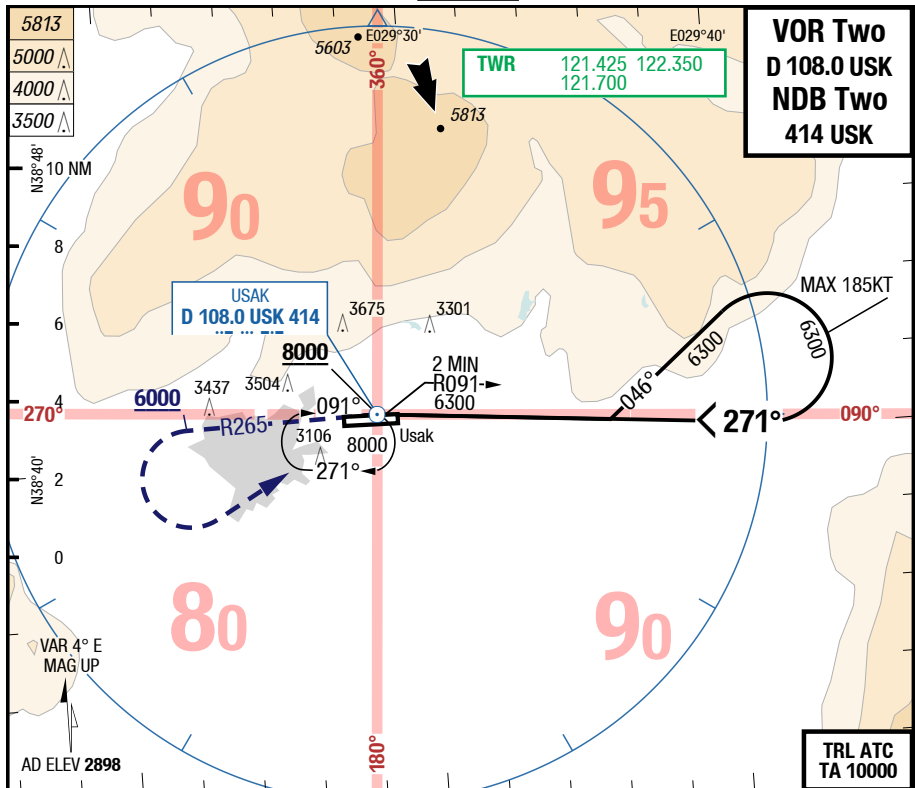 5813
5000
4000
3500
5603
E029°30'
E029°40'
360°
TWR 121.425 122.350
121.700
VOR Two
D 108.0 USK
NDB Two
414 USK
5813
N38°48'
10 NM
90
95
8
USAK
D 108.0 USK 414
MAX 185KT
6
3675
3301
6300
6300
8000
2 MIN
R091
6300
046°
3437
3504
4
6000
270°
R265
091°
271°
090°
3106
8000
Usak
271°
N38°40'
2
0
80
90
VAR 4° E
MAG UP
180°
AD ELEV 2898
TRL ATC
TA 10000